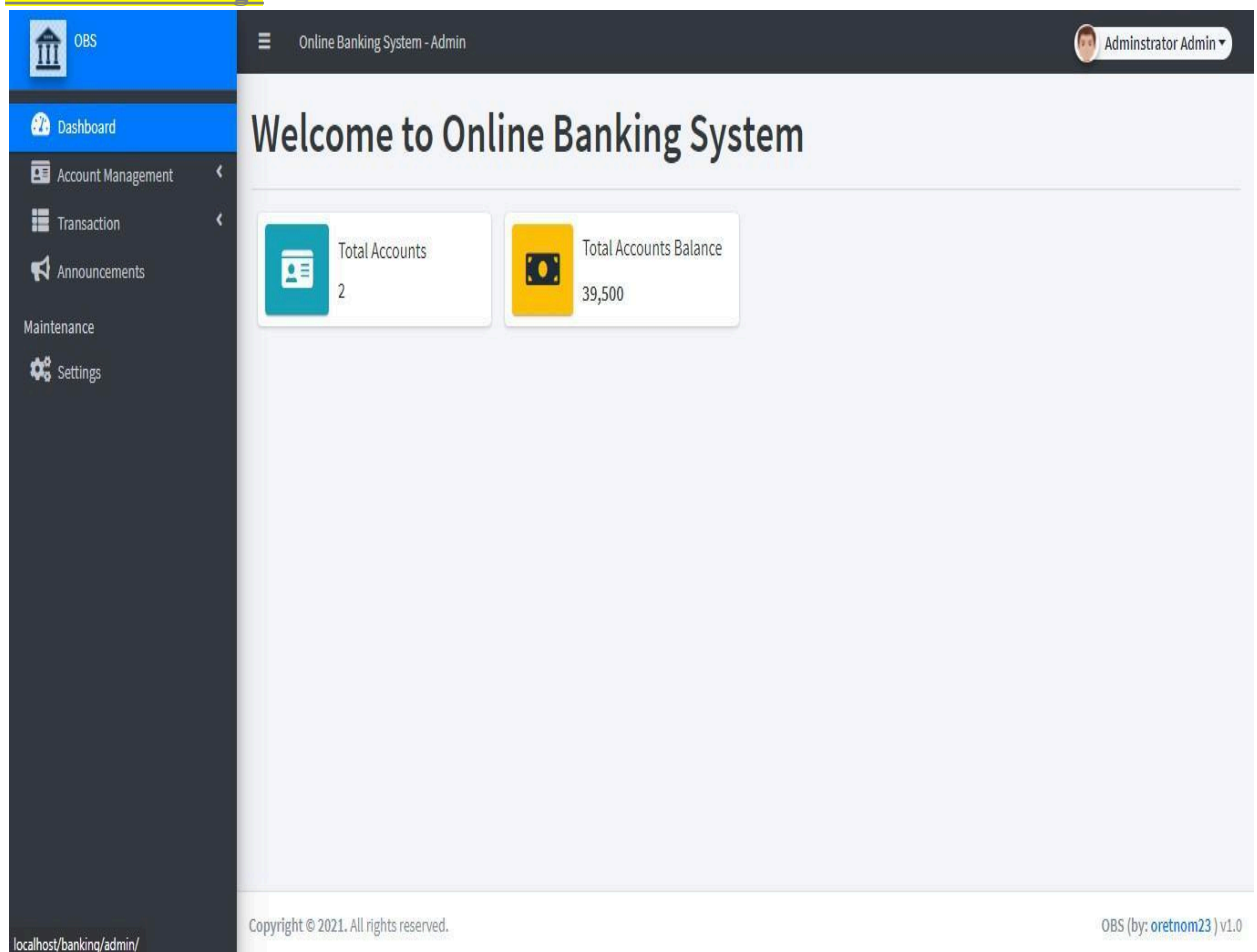 OBS
Online Banking System - Admin
Adminstrator Admin
Dashboard
Account Management
Transaction
Announcements
Maintenance
Settings
Welcome to Online Banking System
Total Accounts
2
Total Accounts Balance
39,500
Copyright © 2021. All rights reserved.
OBS (by: oretnom23 ) v1.0
localhost/banking/admin/